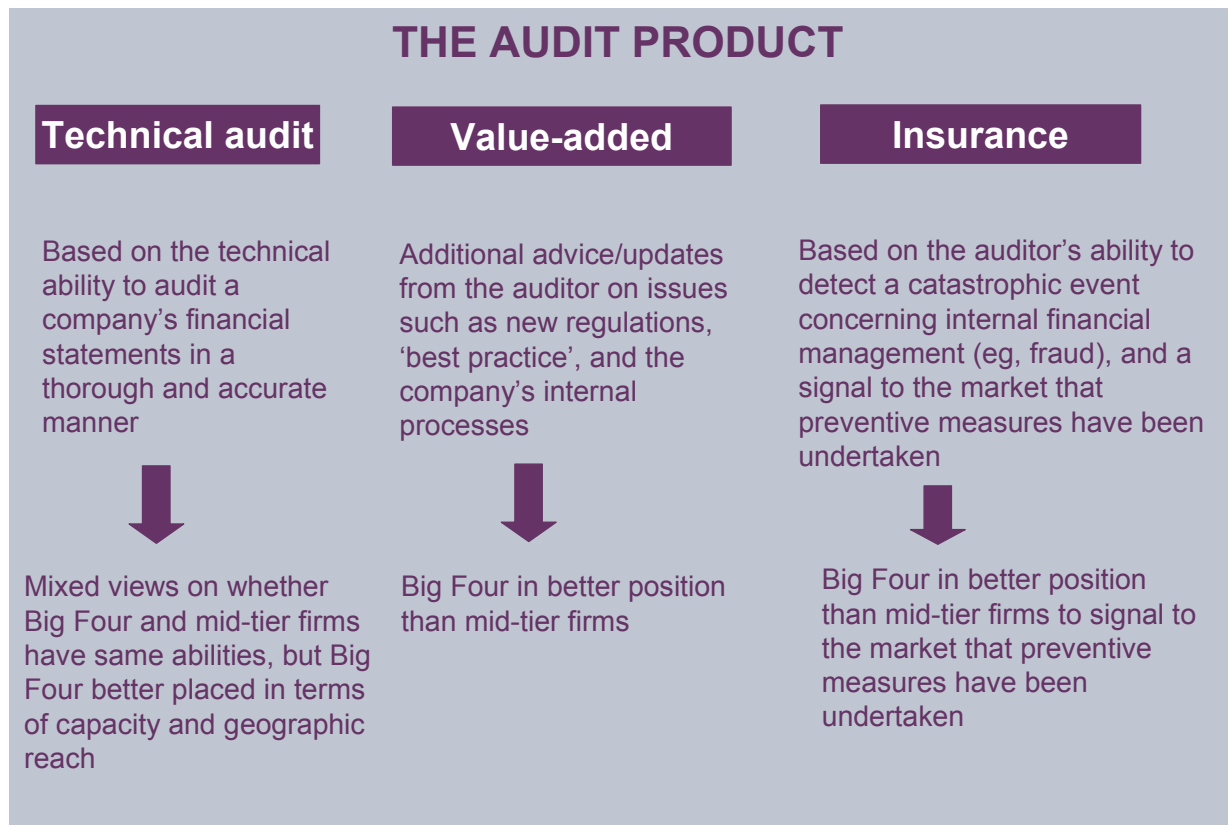 THE AUDIT PRODUCT
Technical audit
Based on the technical
ability to audit a
company's financial
statements in a
thorough and accurate
manner
Mixed views on whether
Big Four and mid-tier firms
have same abilities, but Big
Four better placed in terms
of capacity and geographic
reach
Value-added
Additional advice/updates
from the auditor on issues
such as new regulations,
‘best practice’, and the
company's internal
processes
Big Four in better position
than mid-tier firms
Insurance
Based on the auditor's ability to
detect a catastrophic event
concerning internal financial
management (eg, fraud), and a
signal to the market that
preventive measures have been
undertaken
Big Four in better position
than mid-tier firms to signal to
the market that preventive
measures have been
undertaken